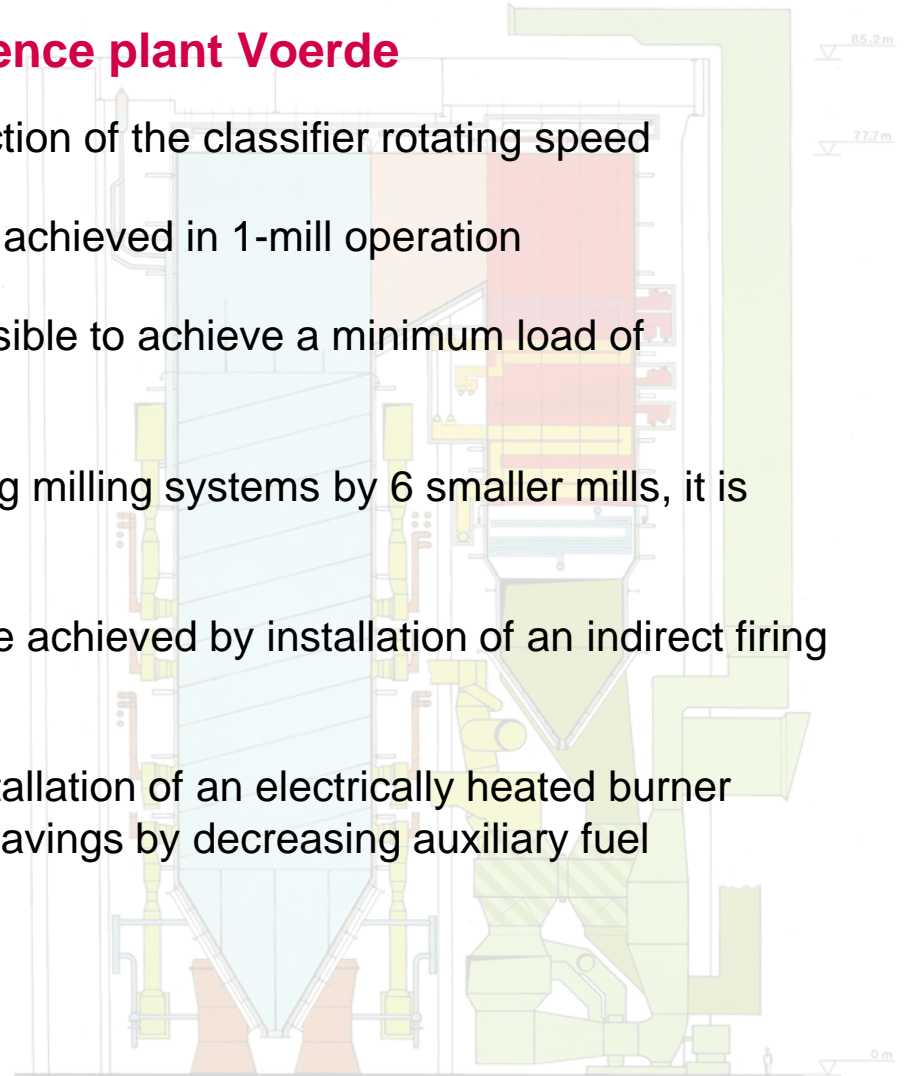 ence plant Voerde
85,2m
ction of the classifier rotating speed
77,7m
achieved in 1-mill operation
sible to achieve a minimum load of
g milling systems by 6 smaller mills, it is
e achieved by installation of an indirect firing
tallation of an electrically heated burner
avings by decreasing auxiliary fuel
0 m